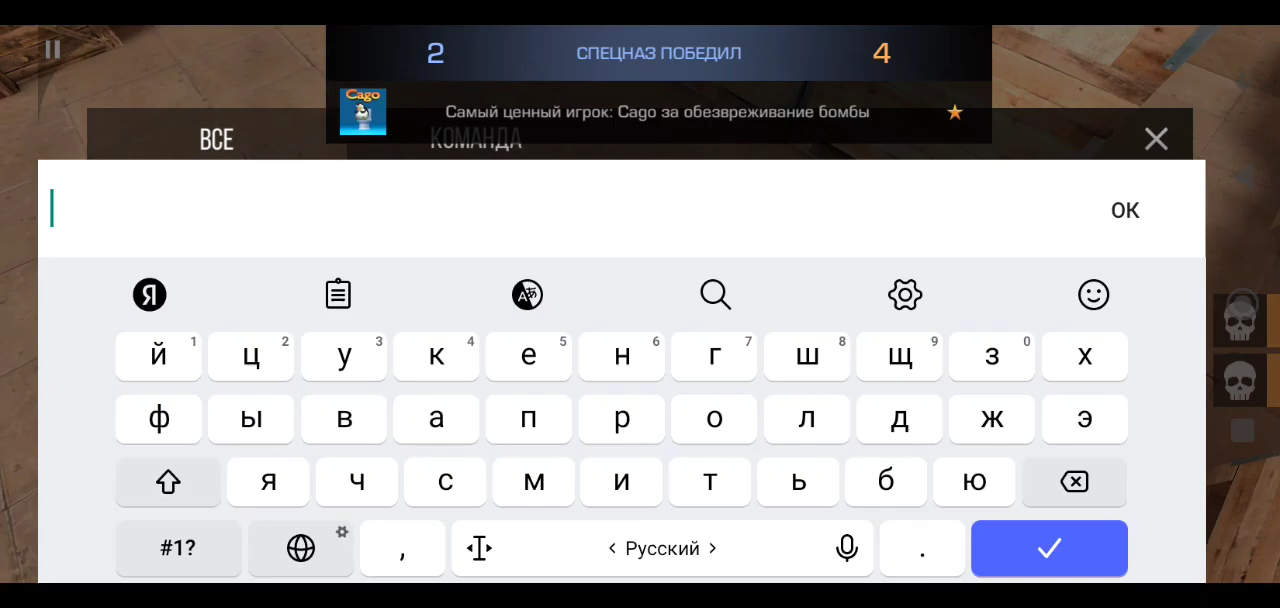 2 СПЕЦНАЗ ПОБЕДИЛ 4
Cago
Самый ценный игрок: Cago за обезвреживание бомбы
ВСЕ КОМАНДА
ОК
Я
й 1 ц 2 у 3 к 4 е 5 н 6 г 7 ш 8 щ 9 з 0 х
ф ы в а п р о л д ж э
я ч с м и т ь б ю
#1? , Русский .